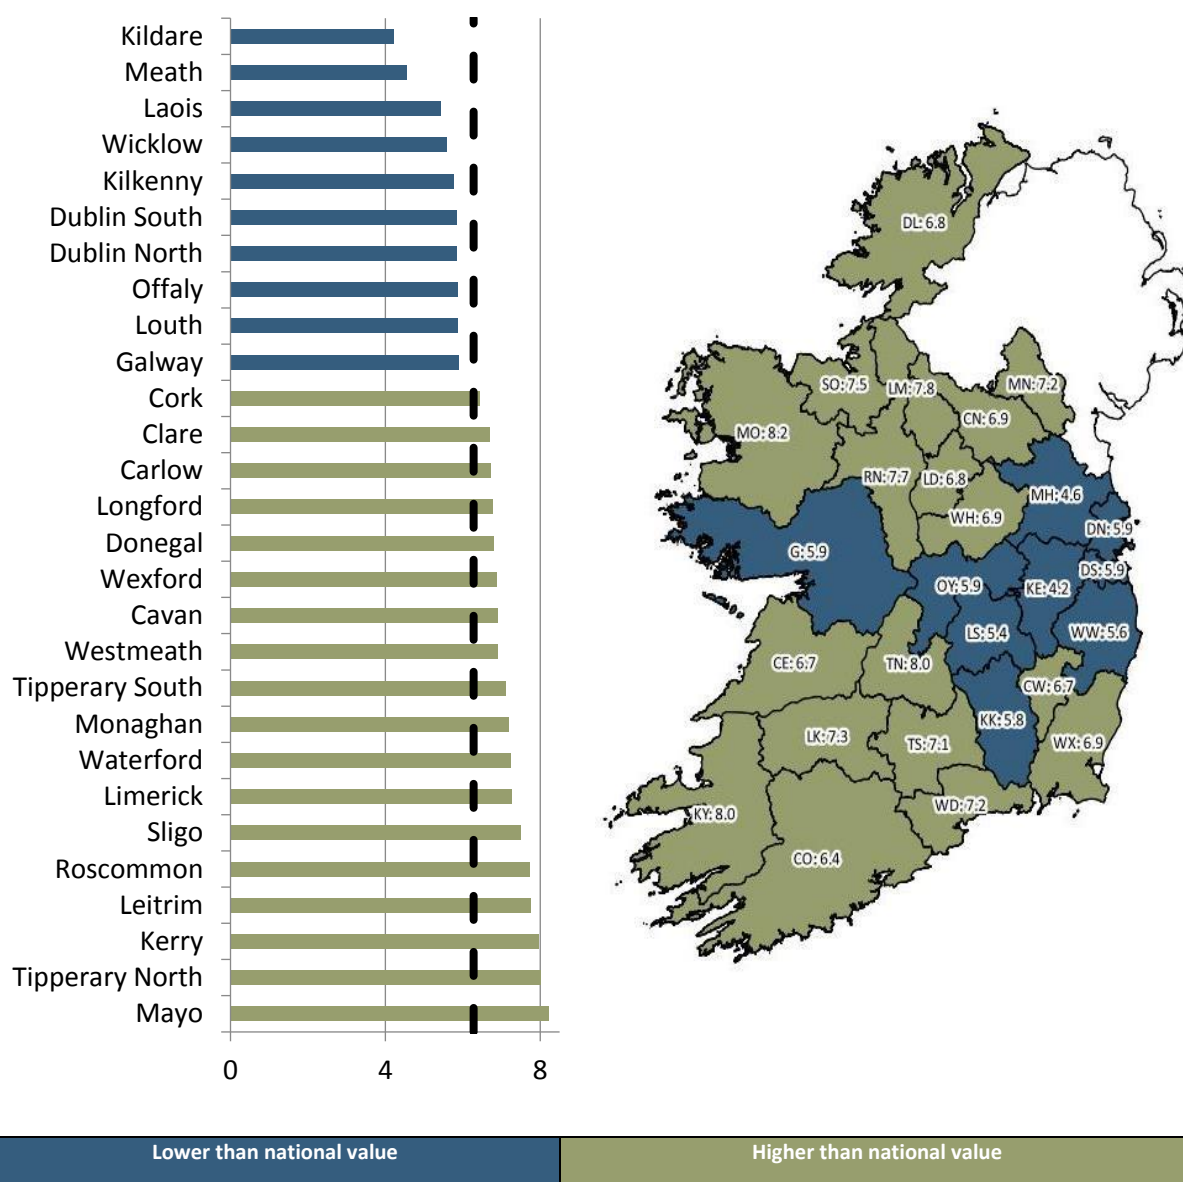 Kildare
Meath
Laois
Wicklow
Kilkenny
Dublin South
Dublin North
Offaly
Louth
Galway
Cork
Clare
Carlow
Longford
Donegal
Wexford
Cavan
Westmeath
Tipperary South
Monaghan
Waterford
Limerick
Sligo
Roscommon
Leitrim
Kerry
Tipperary North
Mayo
0 4 8
DL: 6.8
SO: 7.5
LM: 7.8
MN: 7.2
CN: 6.9
MO: 8.2
RN: 7.7
LD: 6.8
MH: 4.6
WH: 6.9
DN: 5.9
G: 5.9
DS: 5.9
OY: 5.9
KE: 4.2
LS: 5.4
WW: 5.6
CE: 6.7
TN: 8.0
CW: 6.7
KK: 5.8
LK: 7.3
TS: 7.1
WX: 6.9
WD: 7.2
KY: 8.0
CO: 6.4
Lower than national value
Higher than national value